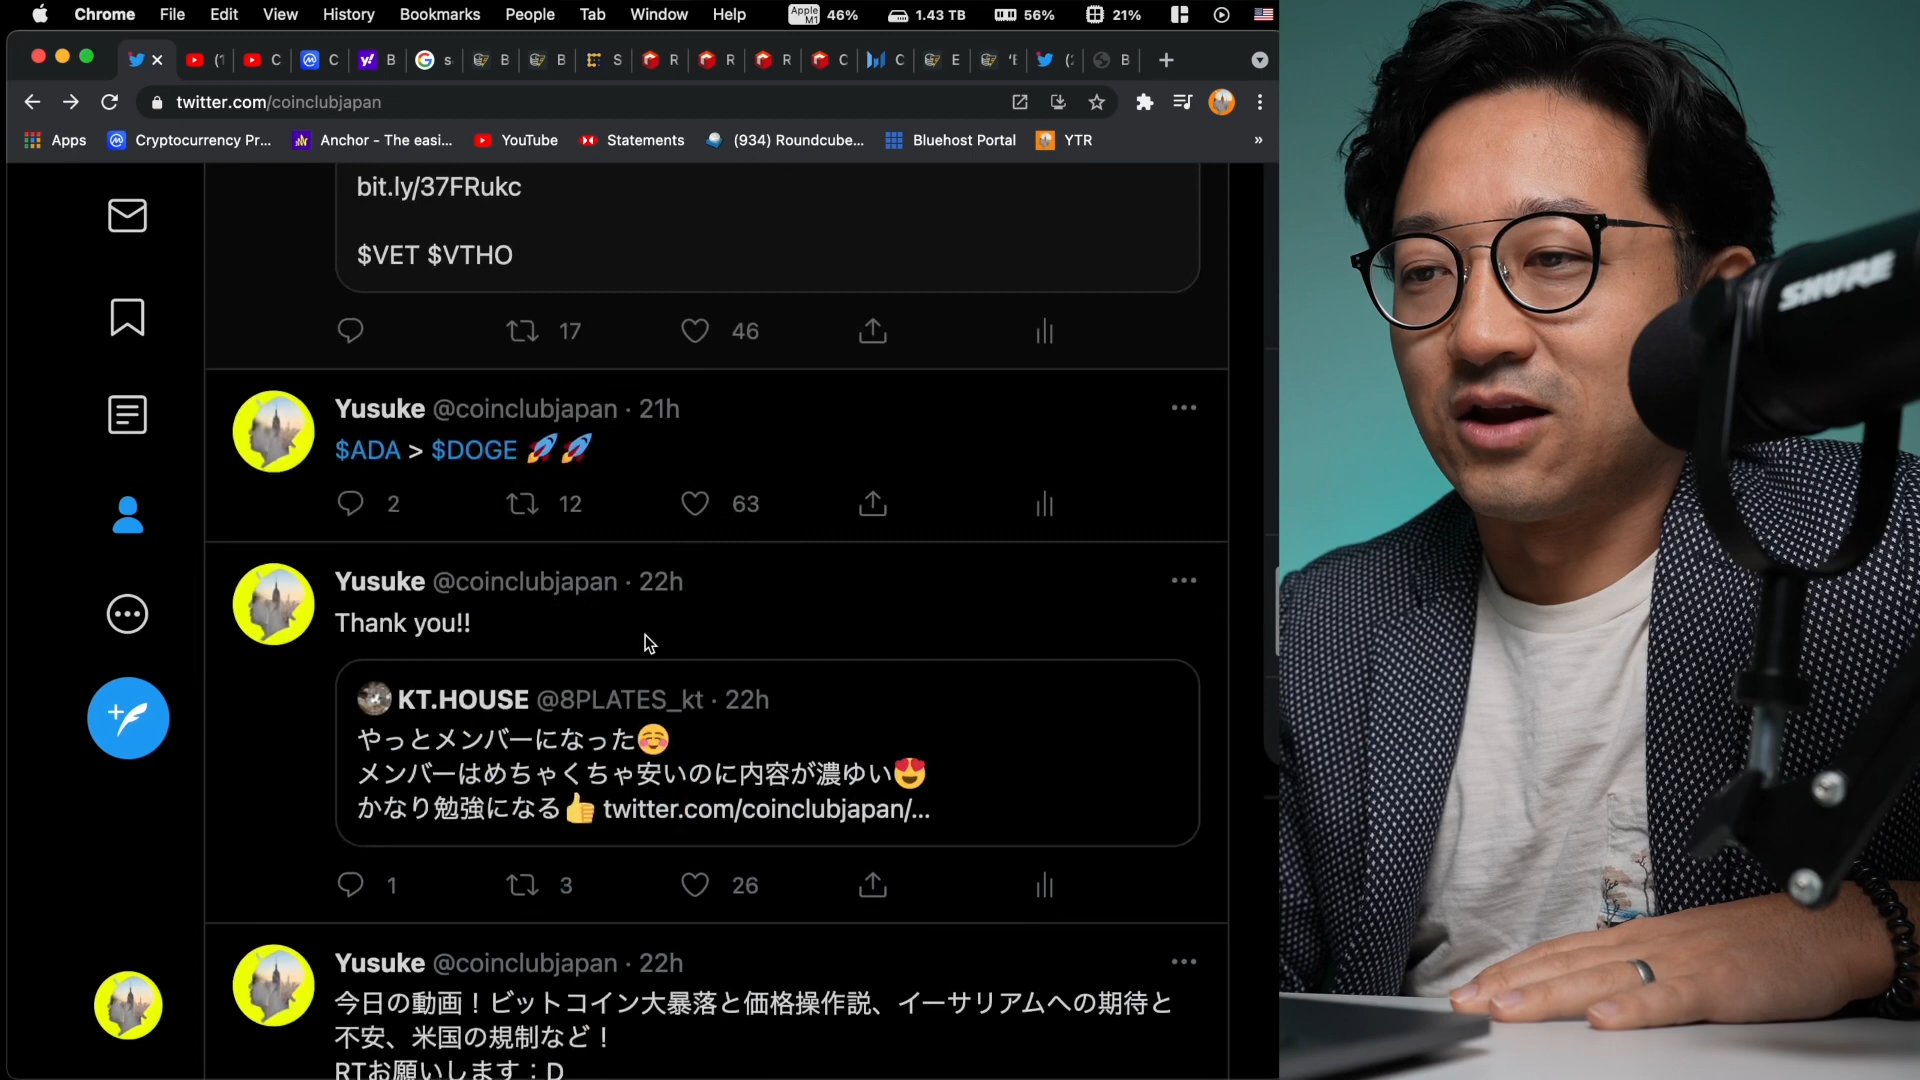 Chrome File Edit View History Bookmarks People Tab Window Help Apple M1 46% 1.43 TB 56% 21%
(1 C C B s B B S R R R C C E 'E (2 B
twitter.com/coinclubjapan
Apps Cryptocurrency Pr... Anchor - The easi... YouTube Statements (934) Roundcube... Bluehost Portal YTR »
bit.ly/37FRukc
$VET $VTHO
17 46
Yusuke @coinclubjapan · 21h
$ADA > $DOGE 🚀🚀
2 12 63
Yusuke @coinclubjapan · 22h
Thank you!!
KT.HOUSE @8PLATES_kt · 22h
やっとメンバーになった☺️
メンバーはめちゃくちゃ安いのに内容が濃ゆい😍
かなり勉強になる👍 twitter.com/coinclubjapan/...
1 3 26
Yusuke @coinclubjapan · 22h
今日の動画！ビットコイン大暴落と価格操作説、イーサリアムへの期待と
不安、米国の規制など！
RTお願いします：D
SHURE